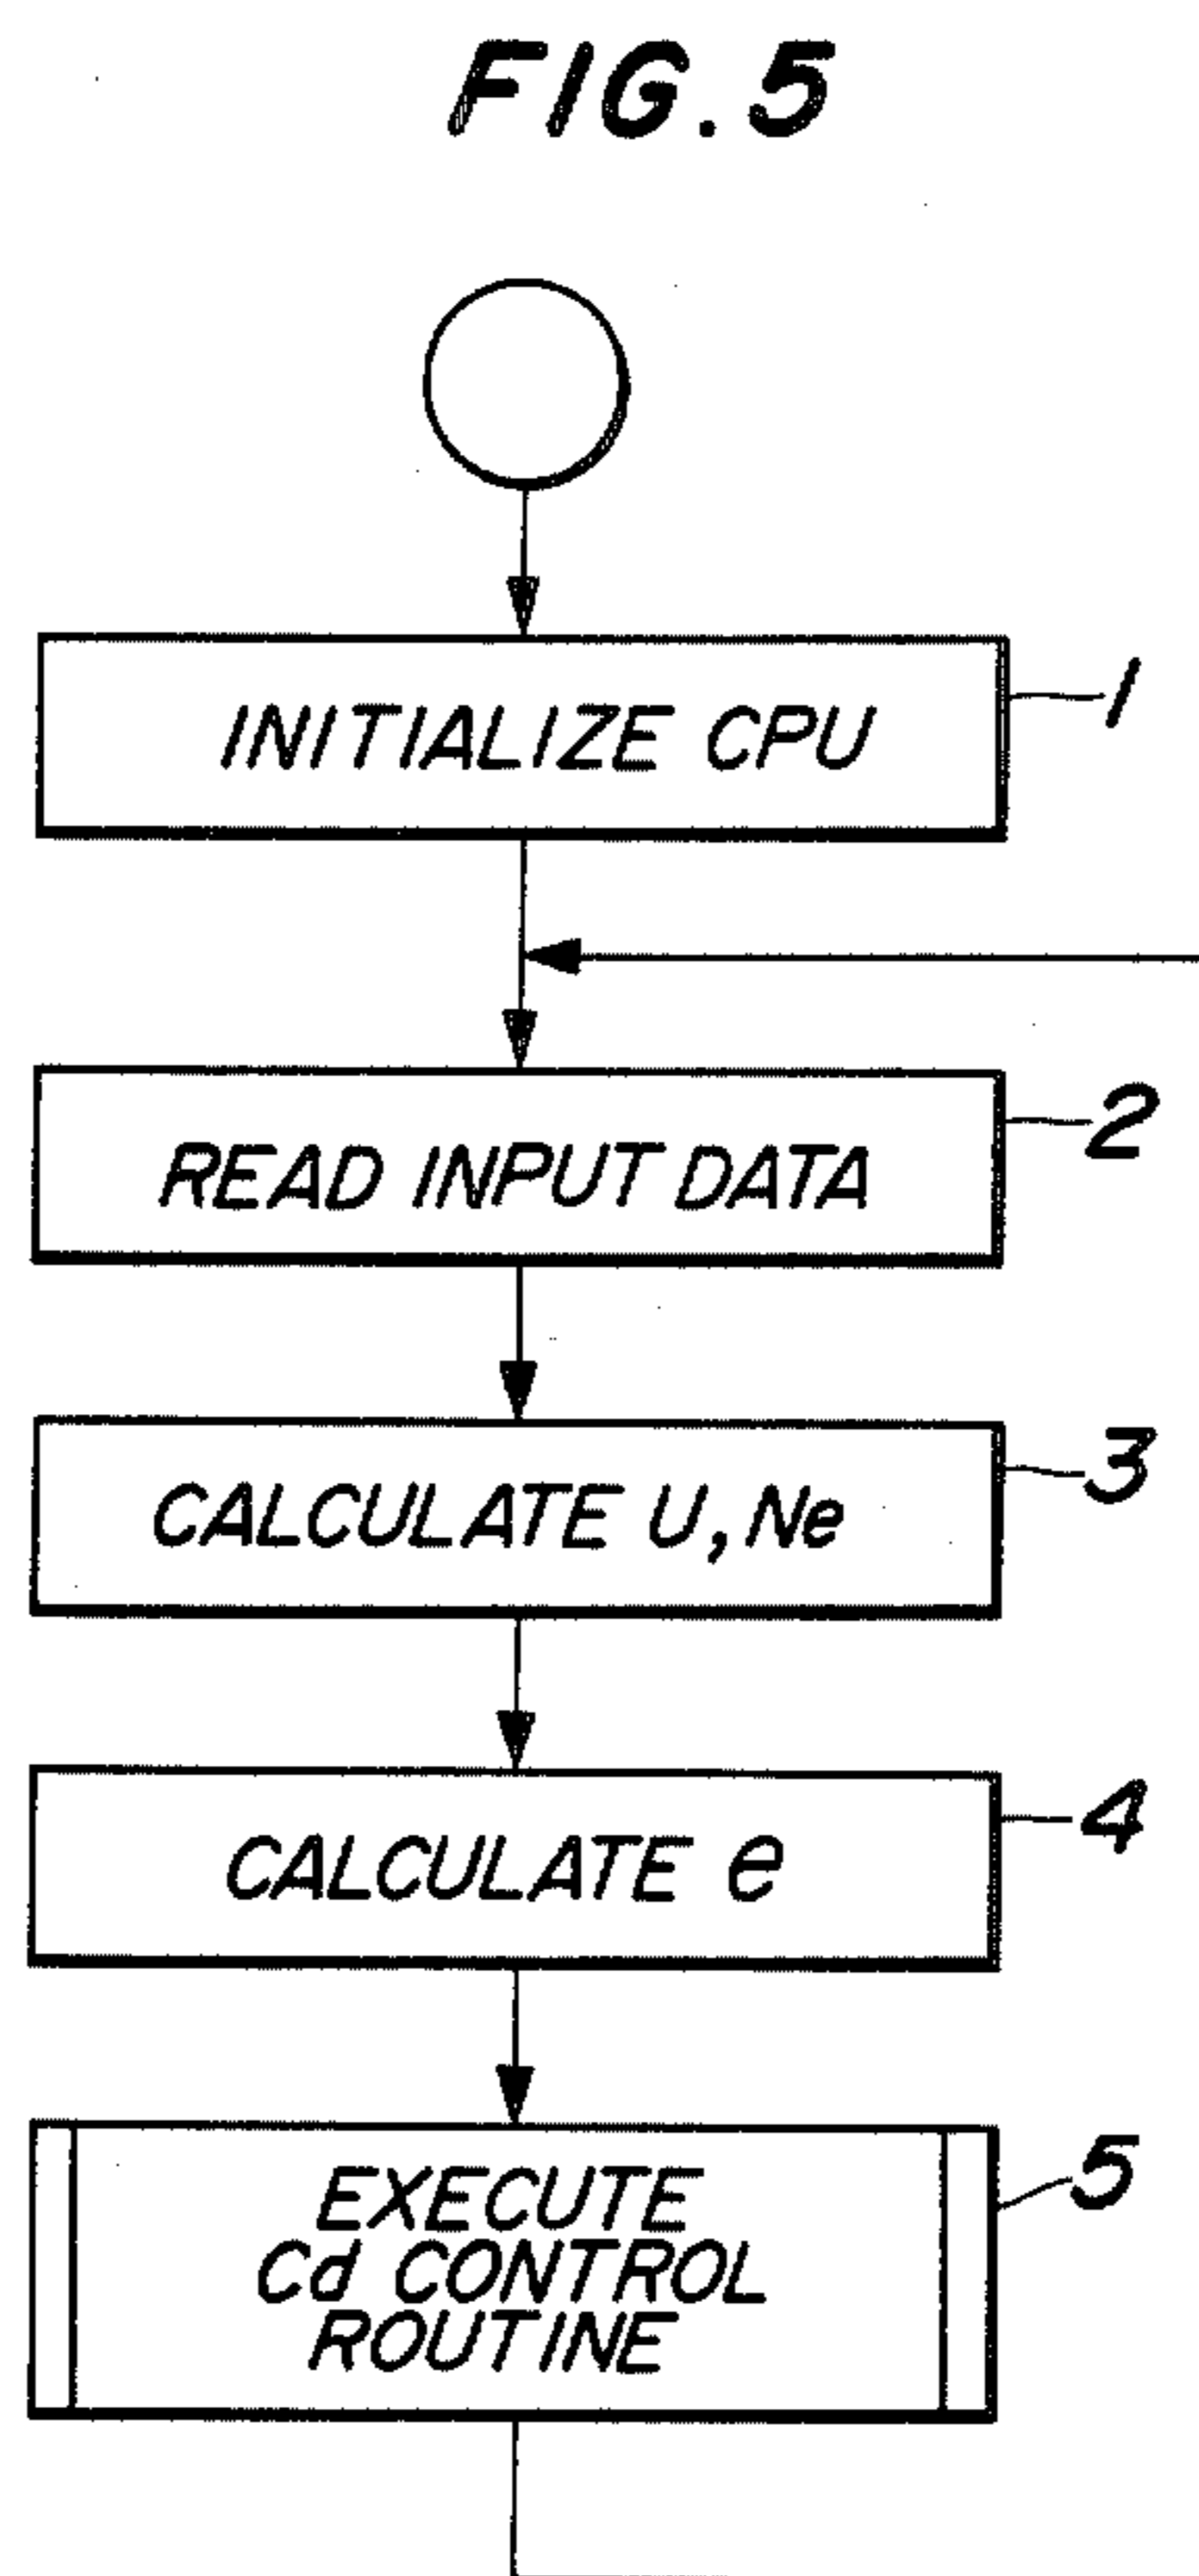 FIG. 5
INITIALIZE CPU
1
READ INPUT DATA
2
CALCULATE U, Ne
3
CALCULATE e
4
EXECUTE
Cd CONTROL
ROUTINE
5